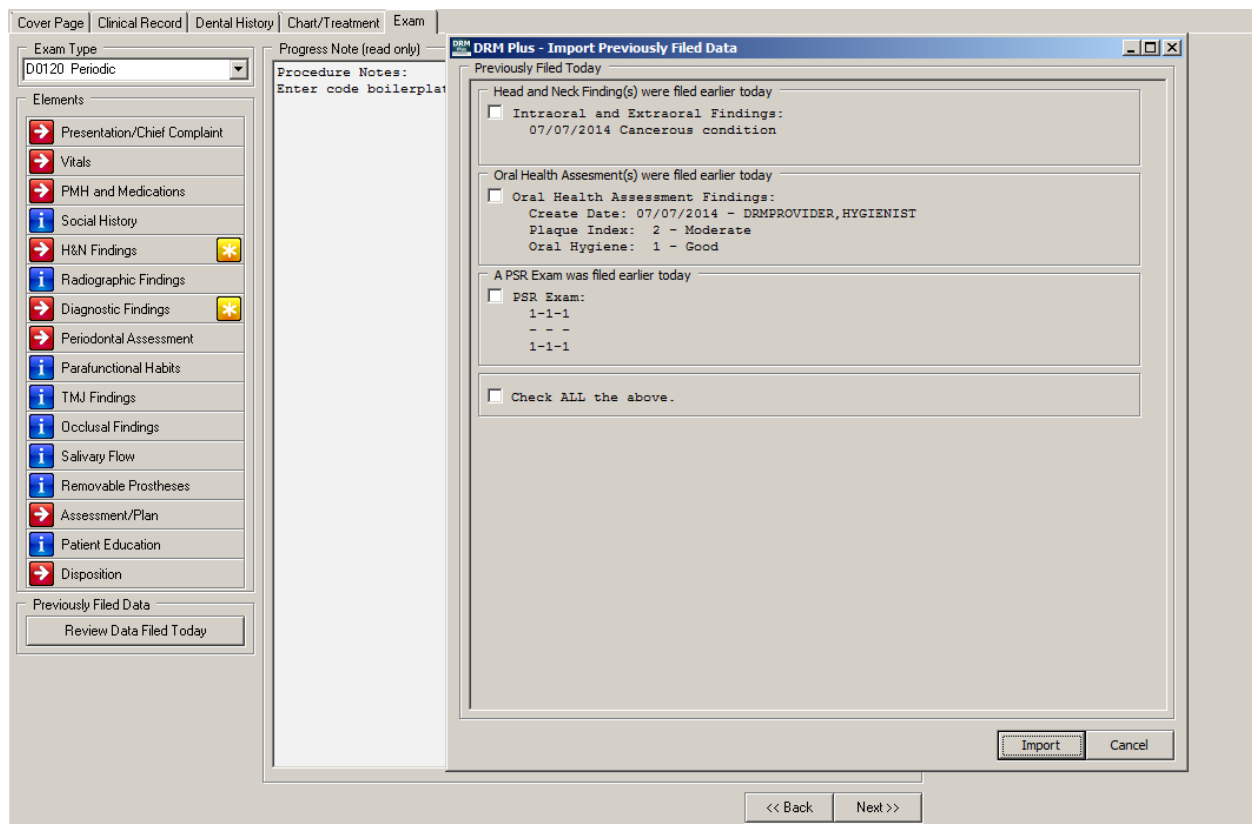 Cover Page Clinical Record Dental History Chart/Treatment Exam
Exam Type
D0120 Periodic
Elements
Presentation/Chief Complaint
Vitals
PMH and Medications
Social History
H&N Findings
Radiographic Findings
Diagnostic Findings
Periodontal Assessment
Parafunctional Habits
TMJ Findings
Occlusal Findings
Salivary Flow
Removable Prostheses
Assessment/Plan
Patient Education
Disposition
Previously Filed Data
Review Data Filed Today
Progress Note (read only)
Procedure Notes:
Enter code boilerplat
DRM Plus - Import Previously Filed Data
Previously Filed Today
Head and Neck Finding(s) were filed earlier today
Intraoral and Extraoral Findings:
07/07/2014 Cancerous condition
Oral Health Assesment(s) were filed earlier today
Oral Health Assessment Findings:
Create Date: 07/07/2014 - DRMPROVIDER,HYGIENIST
Plaque Index: 2 - Moderate
Oral Hygiene: 1 - Good
A PSR Exam was filed earlier today
PSR Exam:
1-1-1
- - -
1-1-1
Check ALL the above.
Import Cancel
<< Back Next >>